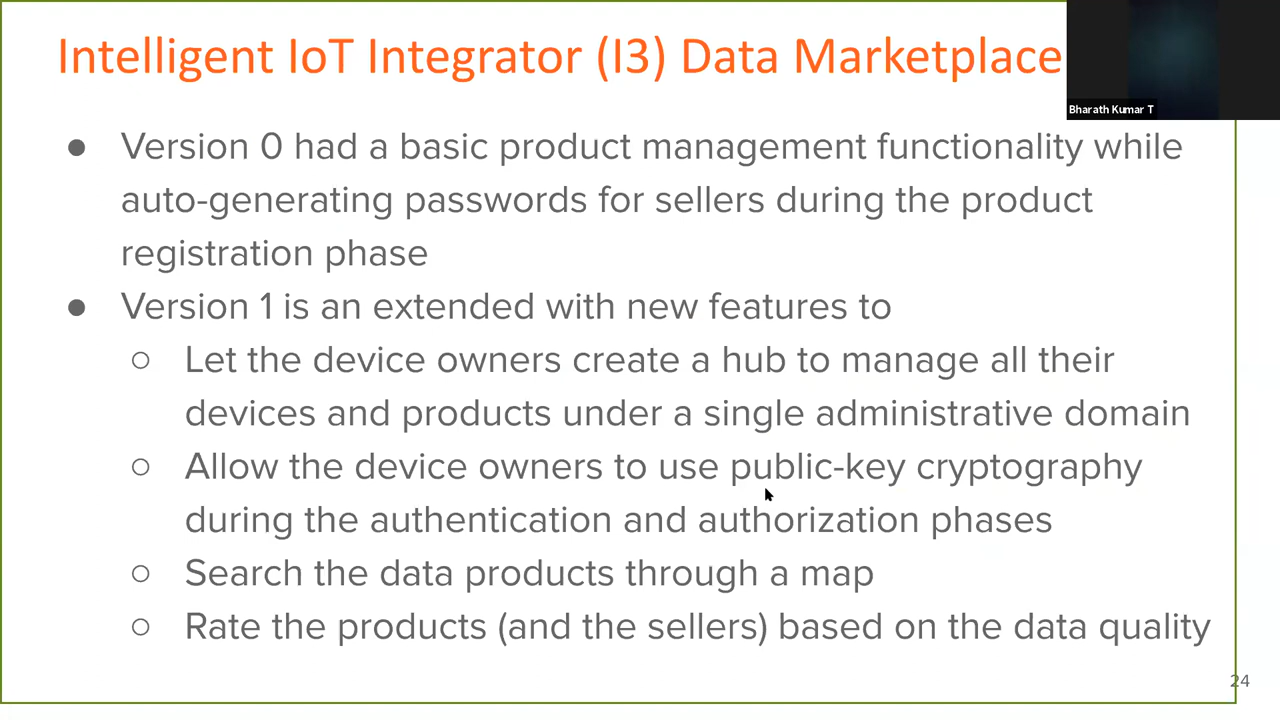 Intelligent IoT Integrator (I3) Data Marketplace
Bharath Kumar T
● Version 0 had a basic product management functionality while
auto-generating passwords for sellers during the product
registration phase
● Version 1 is an extended with new features to
○ Let the device owners create a hub to manage all their
devices and products under a single administrative domain
○ Allow the device owners to use public-key cryptography
during the authentication and authorization phases
○ Search the data products through a map
○ Rate the products (and the sellers) based on the data quality
24